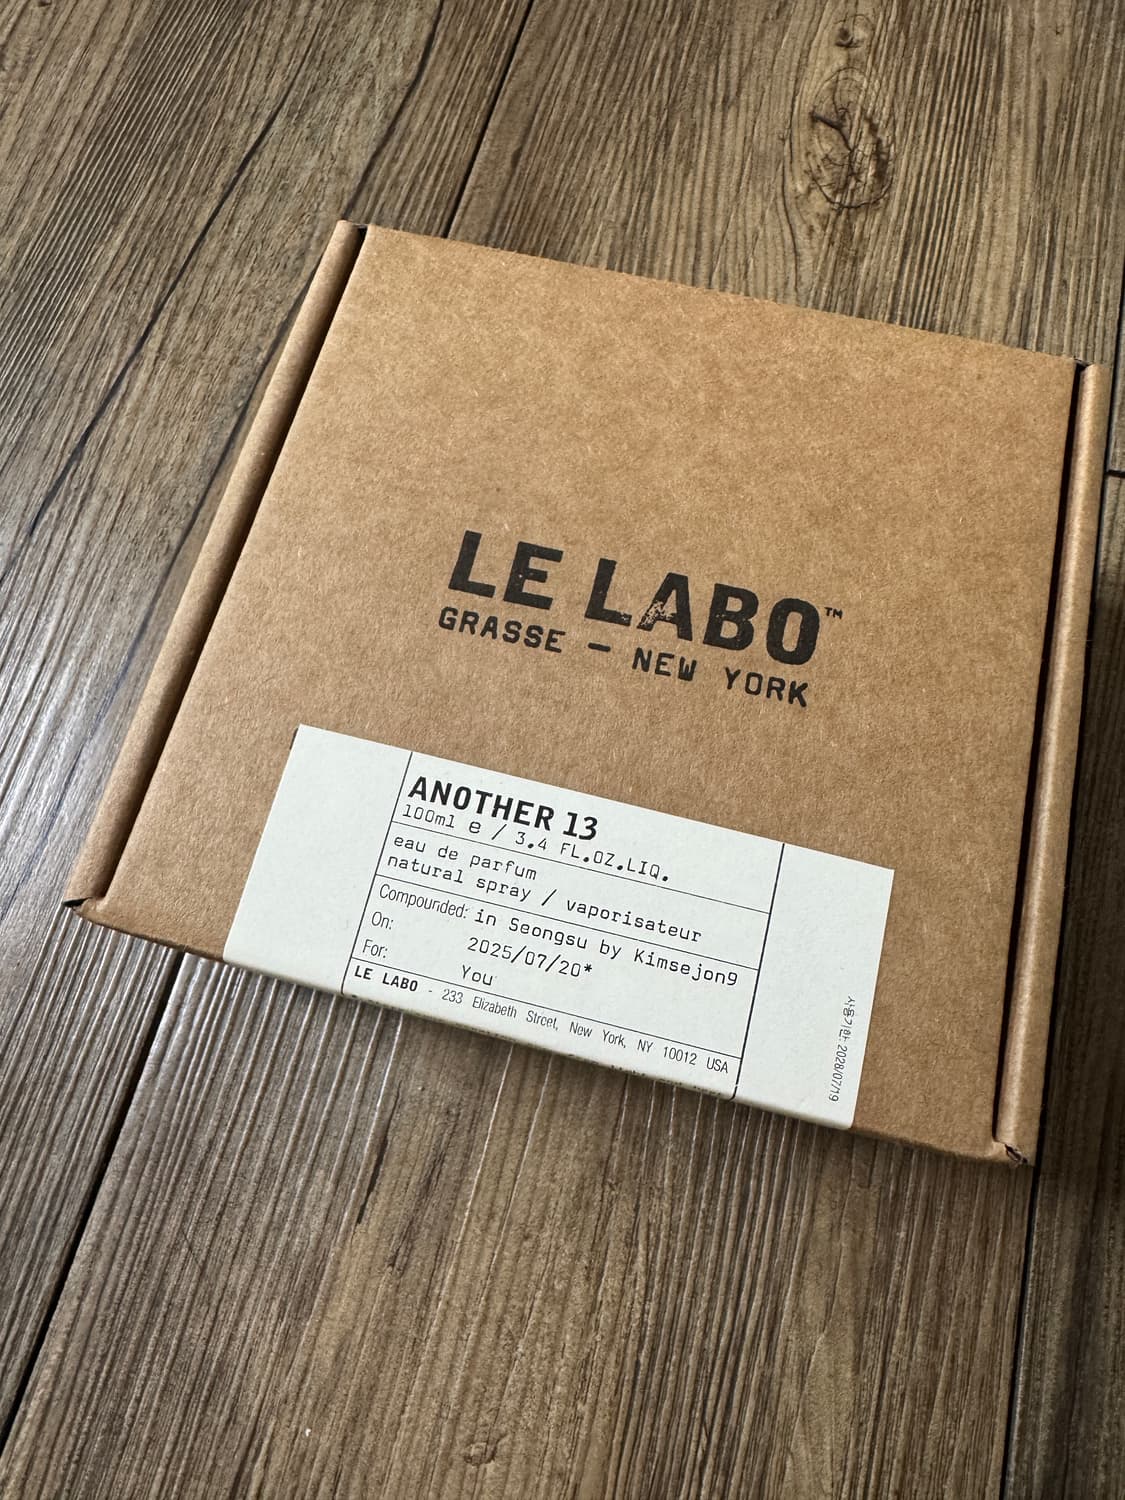 LE LABO™
GRASSE — NEW YORK
ANOTHER 13
100ml e / 3.4 FL.OZ.LIQ.
eau de parfum
natural spray / vaporisateur
Compounded: in Seongsu by Kimsejong
On: 2025/07/20*
For: You
LE LABO - 233 Elizabeth Street, New York, NY 10012 USA
사용기한: 2028/07/19